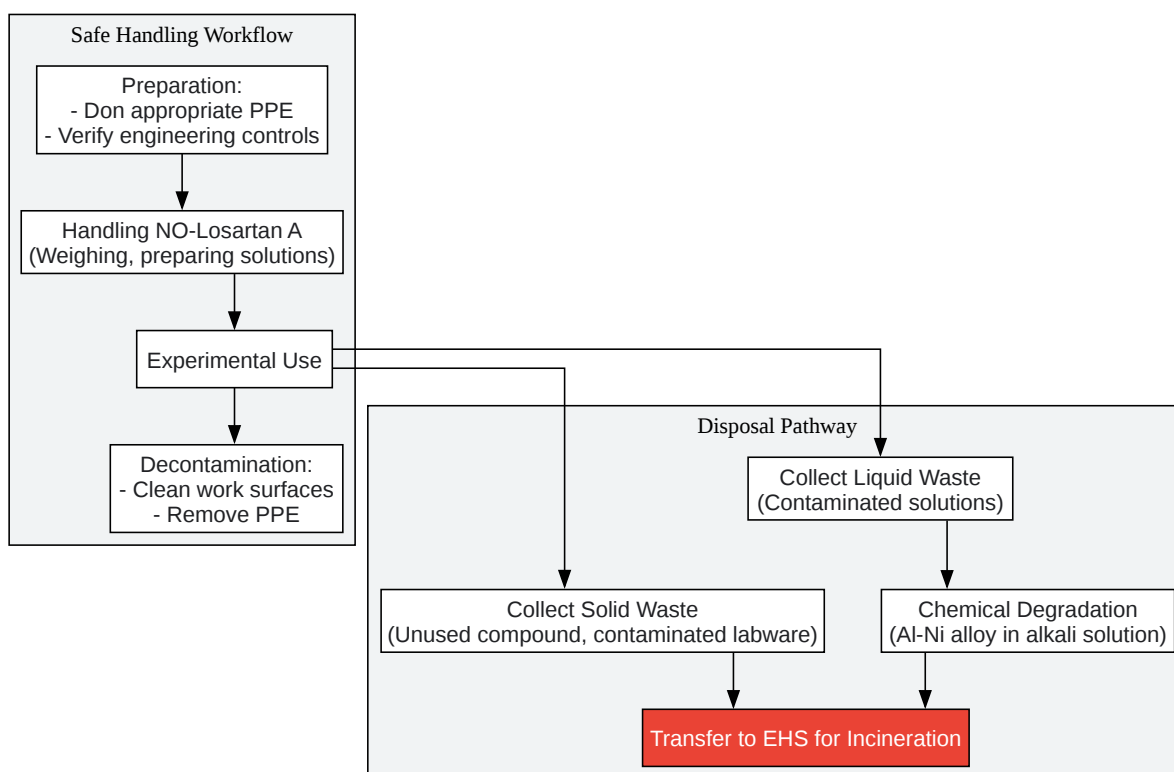 Safe Handling Workflow
Preparation:
- Don appropriate PPE
- Verify engineering controls
Handling NO-Losartan A
(Weighing, preparing solutions)
Experimental Use
Decontamination:
- Clean work surfaces
- Remove PPE
Disposal Pathway
Collect Liquid Waste
(Contaminated solutions)
Collect Solid Waste
(Unused compound, contaminated labware)
Chemical Degradation
(Al-Ni alloy in alkali solution)
Transfer to EHS for Incineration